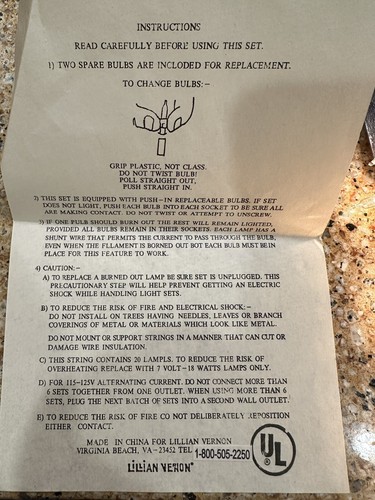 INSTRUCTIONS
READ CAREFULLY BEFORE USING THIS SET.
1) TWO SPARE BULBS ARE INCLUDED FOR REPLACEMENT.
TO CHANGE BULBS:-
GRIP PLASTIC, NOT CLASS.
DO NOT TWIST BULB!
POLL STRAIGHT OUT,
PUSH STRAIGHT IN.
2) THIS SET IS EQUIPPED WITH PUSH-IN REPLACEABLE BULBS. IF SET
DOES NOT LIGHT, PUSH EACH BULB INTO EACH SOCKET TO BE SURE ALL
ARE MAKING CONTACT. DO NOT TWIST OR ATTEMPT TO UNSCREW.
3) IF ONE PULB SHOULD BURN OUT THE REST WILL REMAIN LIGHTED,
PROVIDED ALL BULBS REMAIN IN THEIR SOCKETS. EACH LAMP HAS A
SHUNT WIRE THAT PERMITS THE CURRENT TO PASS THROUGH THE BULB,
EVEN WHEN THE FLLAMENT IS BORNED OUT BOT EACH BULB MUST BE IN
PLACE FOR THIS FEATURE TO WORK.
4) CAUTION:-
A) TO REPLACE A BURNED OUT LAMP BE SURE SET IS UNPLUGGED. THIS
PRECAUTIONARY STEP WILL HELP PREVENT GETTING AN ELECTRIC
SHOCK WHILE HANDLING SET LIGHTS.
B) TO REDUCE THE RISK OF FIRE AND ELECTRICAL SHOCK:-
DO NOT INSTALL ON TREES HAVING NEEDLES, LEAVES OR BRANCH
COVERINGS OF METAL OR MATERIALS WHICH LOOK LIKE METAL.
DO NOT MOUNT OR SUPPORT STRINGS IN A MANNER THAT CAN CUT OR
DAMAGE WIRE INSULATION.
C) THIS STRING CONTAINS 20 LAMPLS. TO REDUCE THE RISK OF
OVERHEATING REPLACE WITH 7 VOLT-18 WATTS LAMPS ONLY.
D) FOR 115-125V ALTERNATING CURRENT. DO NOT CONNECT MORE THAN
6 SETS TOGETHER FROM ONE OUTLET. WHEN USING MORE THAN 6
SETS, PLUG THE NEXT BATCH OF SETS INTO A SECOND WALL OUTLET.
E) TO REDUCE THE RISK OF FIRE CO NOT DELIBERATELY
EITHER CONTACT.
MADE IN CHINA FOR LILLIAN VERNON
VIRGINIA BEACH, VA-23452 TEL 1-800-505-2250
LILLIAN VERNON
UL